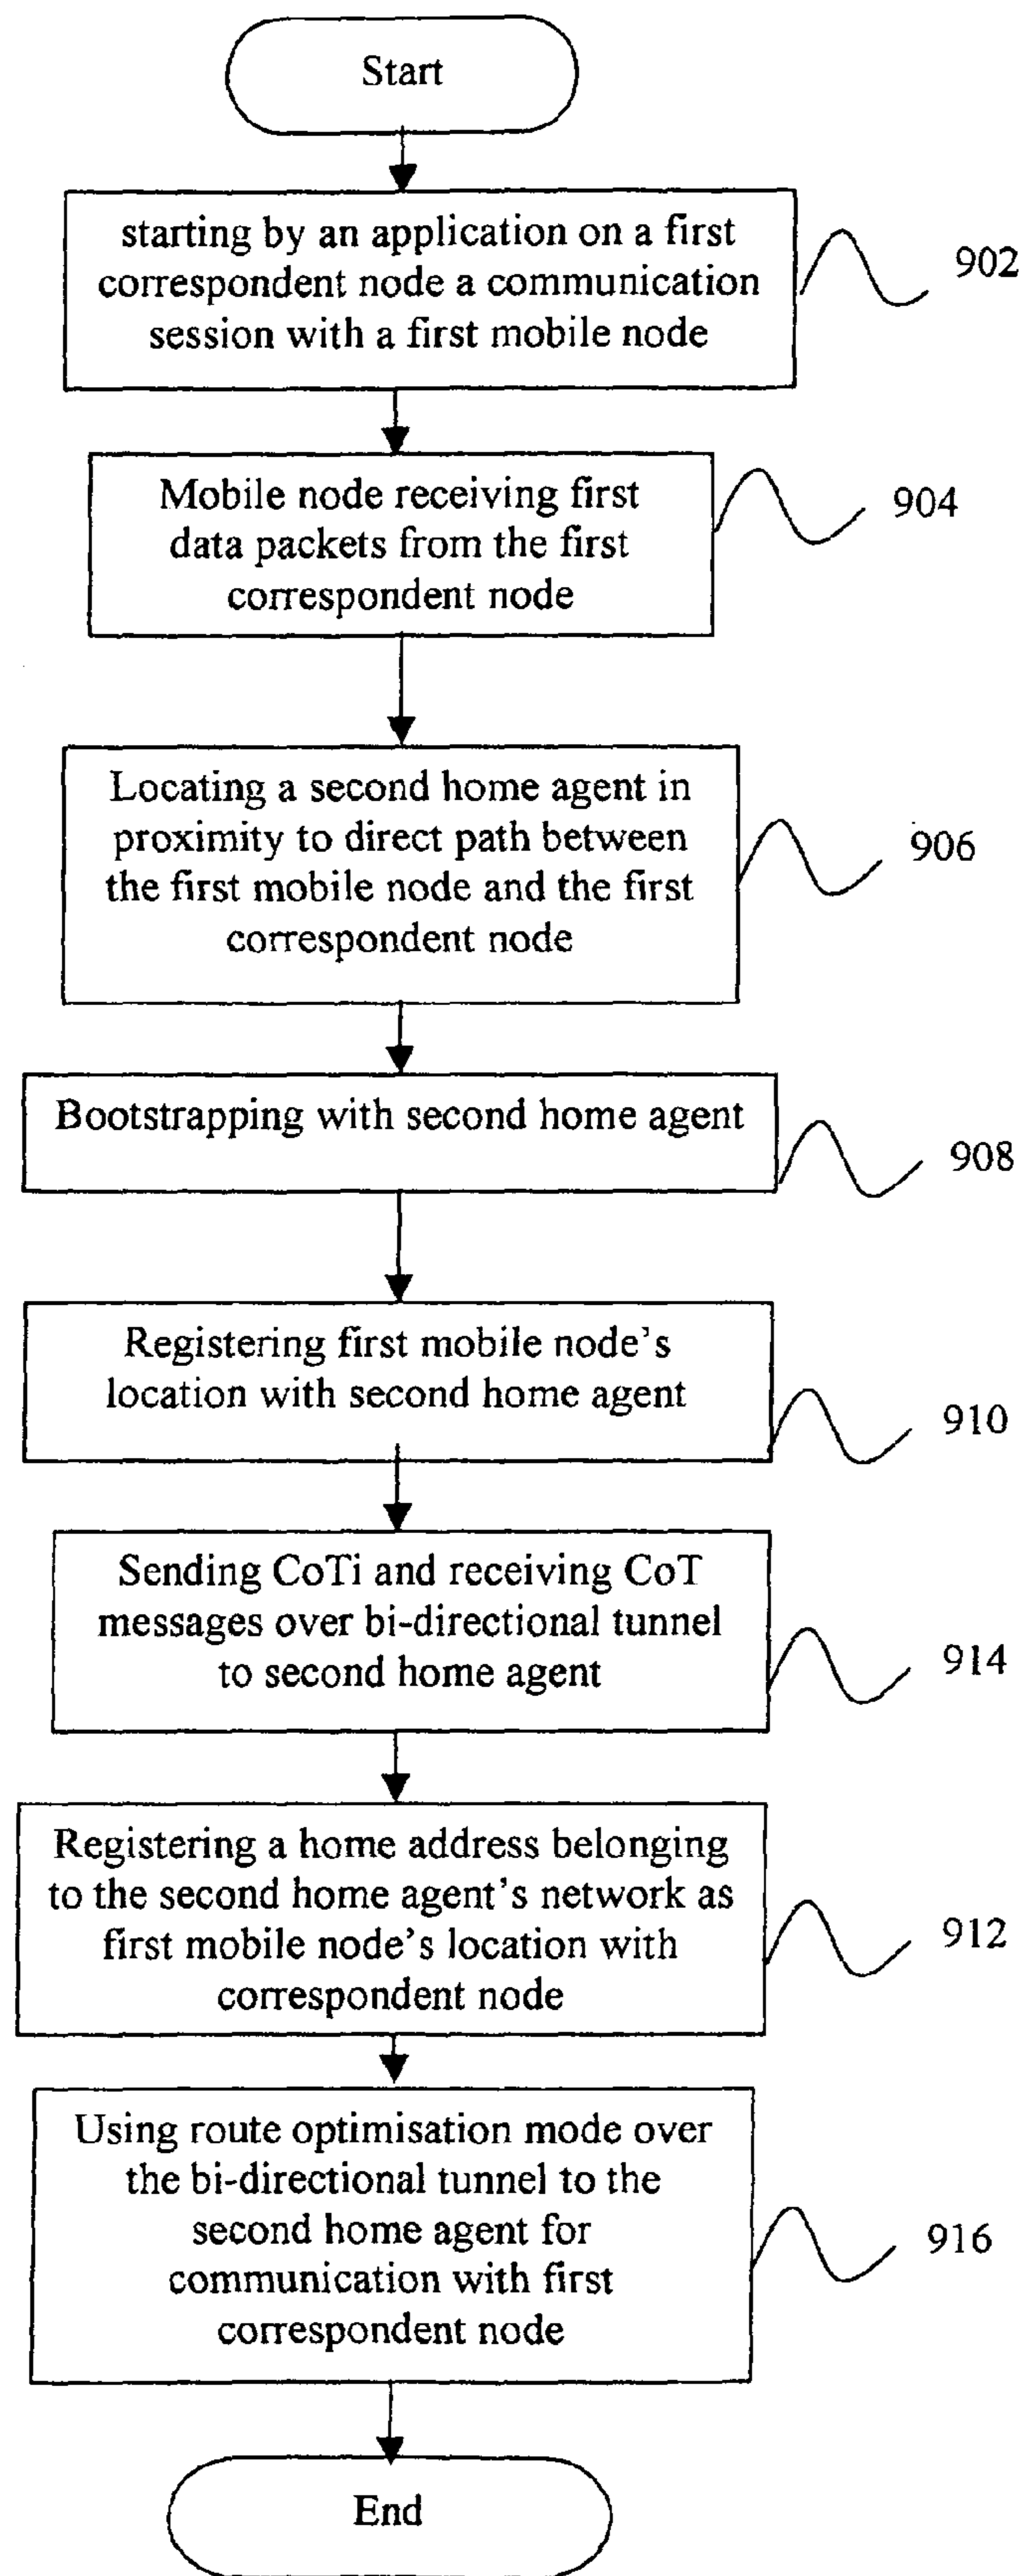 Start
starting by an application on a first
correspondent node a communication
session with a first mobile node
902
Mobile node receiving first
data packets from the first
correspondent node
904
Locating a second home agent in
proximity to direct path between
the first mobile node and the first
correspondent node
906
Bootstrapping with second home agent
908
Registering first mobile node's
location with second home agent
910
Sending CoTi and receiving CoT
messages over bi-directional tunnel
to second home agent
914
Registering a home address belonging
to the second home agent's network as
first mobile node's location with
correspondent node
912
Using route optimisation mode over
the bi-directional tunnel to the
second home agent for
communication with first
correspondent node
916
End